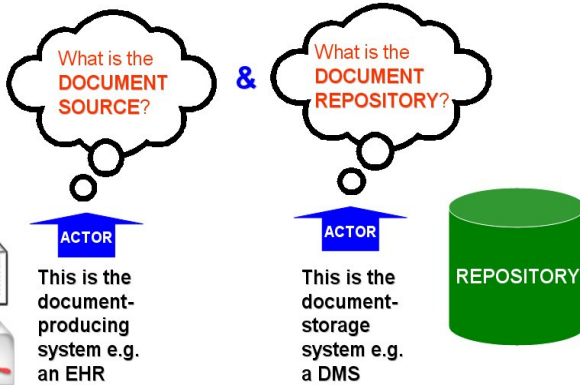 What is the
DOCUMENT
SOURCE?
&
What is the
DOCUMENT
REPOSITORY?
ACTOR
This is the
document-
producing
system e.g.
an EHR
ACTOR
This is the
document-
storage
system e.g.
a DMS
REPOSITORY